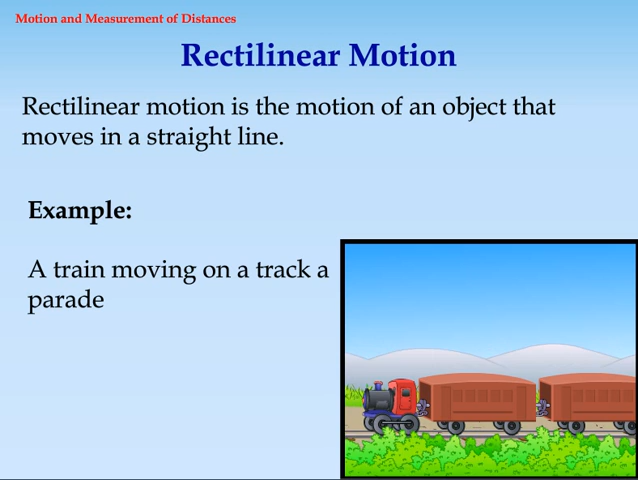 Motion and Measurement of Distances
Rectilinear Motion
Rectilinear motion is the motion of an object that
moves in a straight line.
Example:
A train moving on a track a
parade